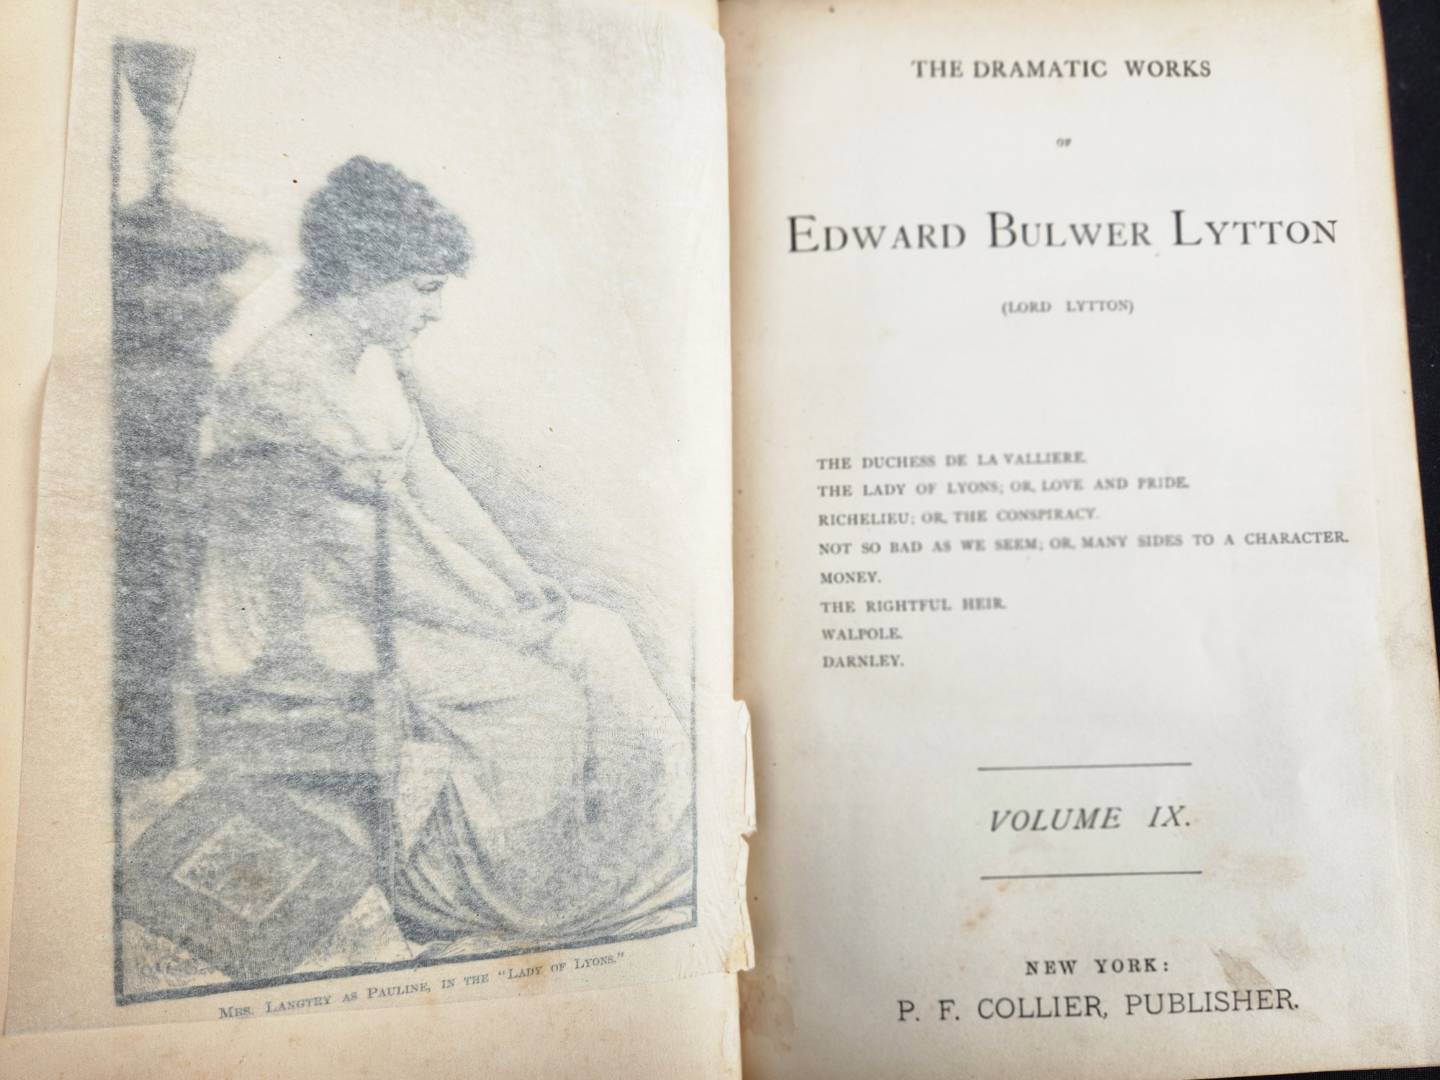 MRS. LANGTRY AS PAULINE, IN THE "LADY OF LYONS."
THE DRAMATIC WORKS
OF
EDWARD BULWER LYTTON
(LORD LYTTON)
THE DUCHESS DE LA VALLIERE.
THE LADY OF LYONS; OR, LOVE AND PRIDE.
RICHELIEU; OR, THE CONSPIRACY.
NOT SO BAD AS WE SEEM; OR, MANY SIDES TO A CHARACTER.
MONEY.
THE RIGHTFUL HEIR.
WALPOLE.
DARNLEY.
VOLUME IX.
NEW YORK:
P. F. COLLIER, PUBLISHER.